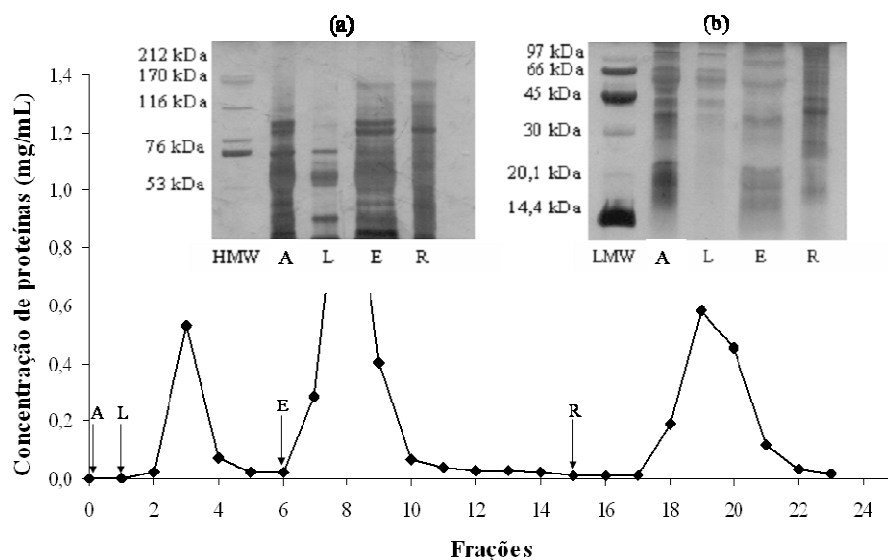 (a)
212 kDa
170 kDa
116 kDa
76 kDa
53 kDa
HMW A L E R
(b)
97 kDa
66 kDa
45 kDa
30 kDa
20,1 kDa
14,4 kDa
LMW A L E R
Concentração de proteínas (mg/mL)
1,4
1,2
1,0
0,8
0,6
0,4
0,2
0,0
A L E R
0 2 4 6 8 10 12 14 16 18 20 22 24
Frações